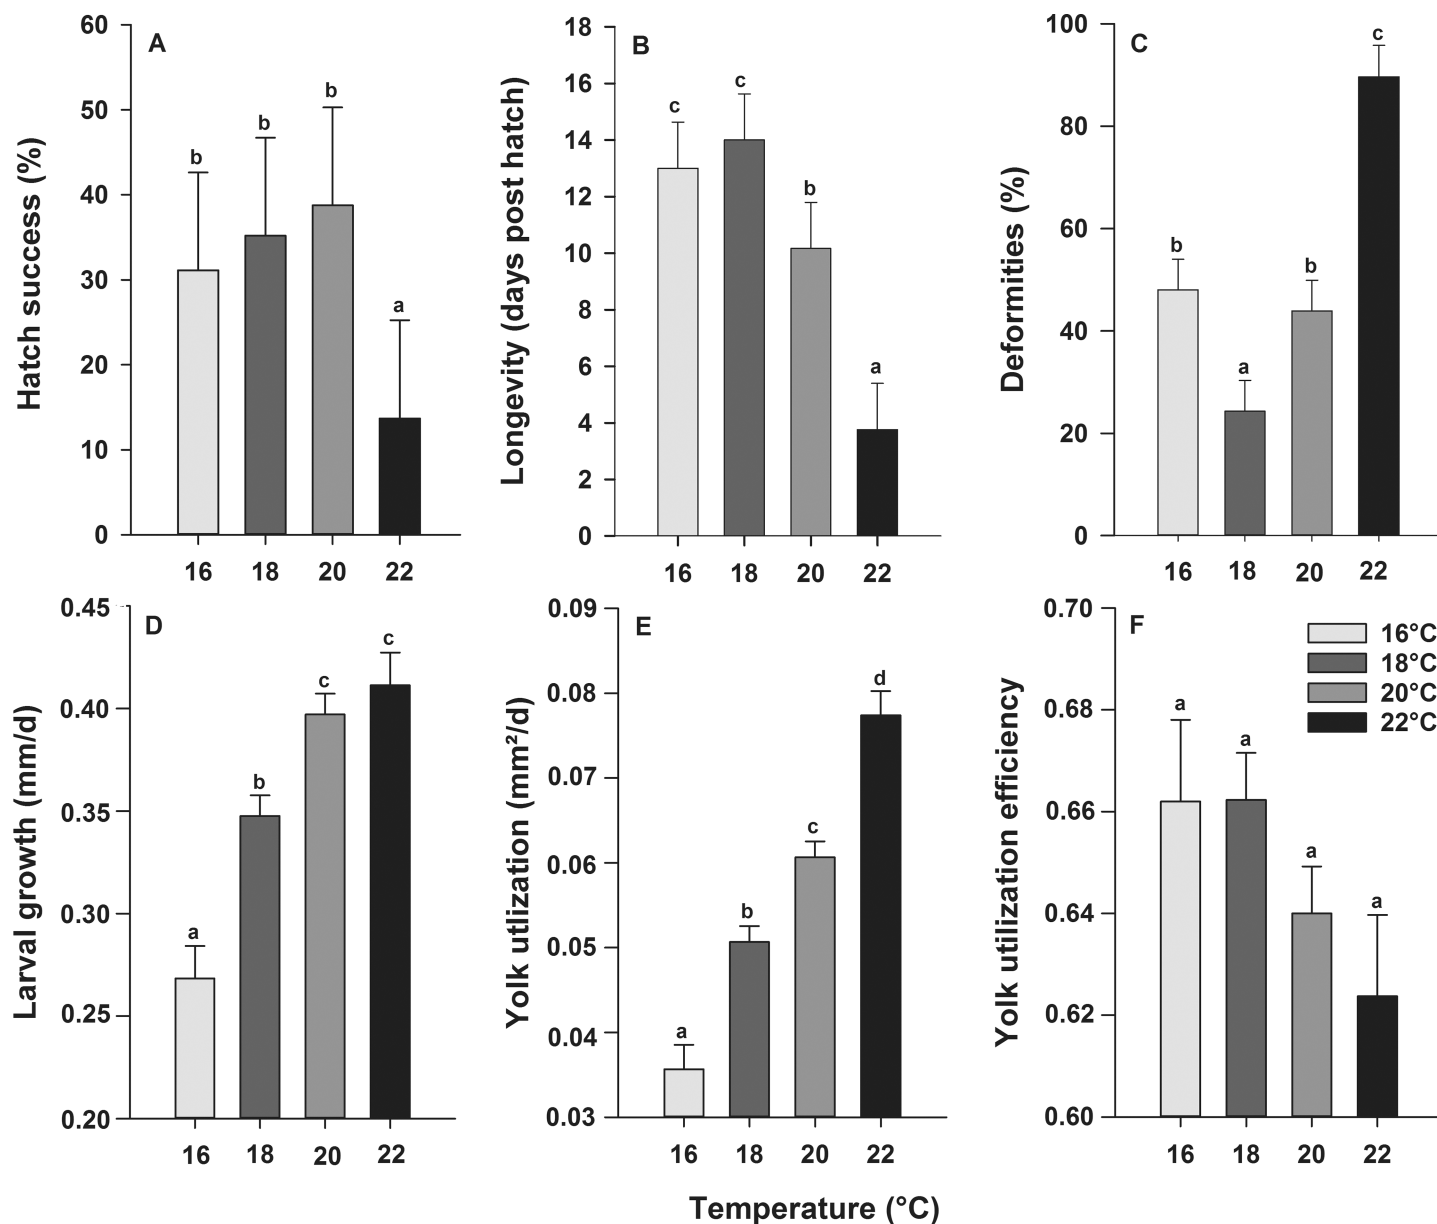 A
Hatch success (%)
60
50
40
30
20
10
0
b
b
b
a
16 18 20 22
B
Longevity (days post hatch)
18
16
14
12
10
8
6
4
2
0
c
c
b
a
16 18 20 22
C
Deformities (%)
100
80
60
40
20
0
b
a
b
c
16 18 20 22
D
Larval growth (mm/d)
0.45
0.40
0.35
0.30
0.25
0.20
a
b
c
c
16 18 20 22
E
Yolk utlization (mm²/d)
0.09
0.08
0.07
0.06
0.05
0.04
0.03
a
b
c
d
16 18 20 22
F
Yolk utilization efficiency
0.70
0.68
0.66
0.64
0.62
0.60
a
a
a
a
16 18 20 22
16°C
18°C
20°C
22°C
Temperature (°C)